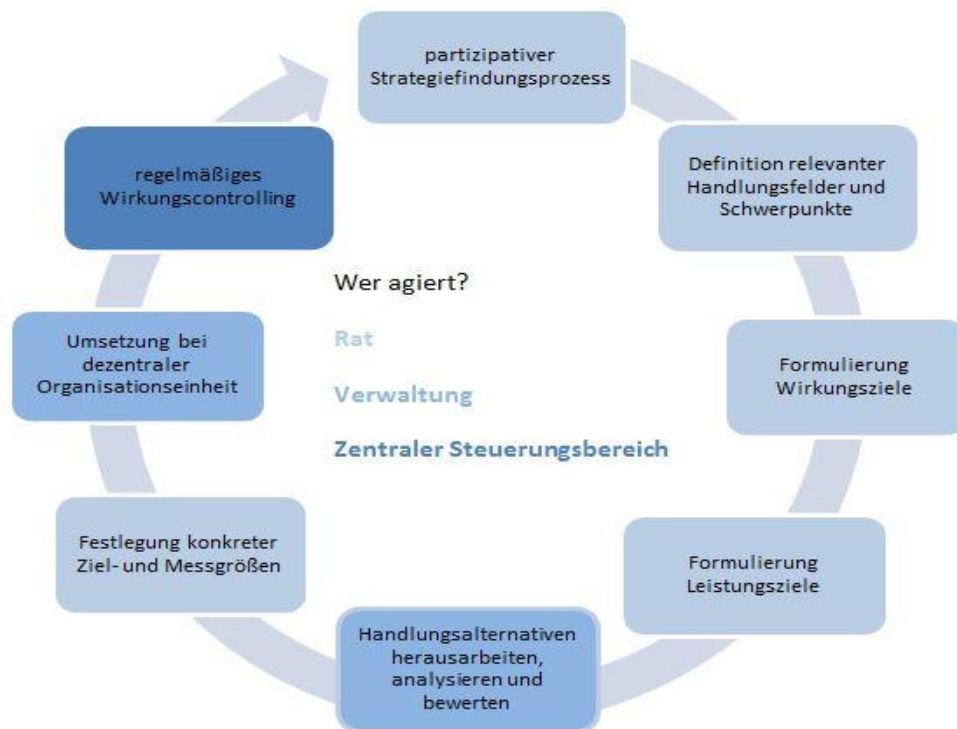 partizipativer
Strategiefindungsprozess
Definition relevanter
Handlungsfelder und
Schwerpunkte
Formulierung
Wirkungsziele
Formulierung
Leistungsziele
Handlungsalternativen
herausarbeiten,
analysieren und
bewerten
Festlegung konkreter
Ziel- und Messgrößen
Umsetzung bei
dezentraler
Organisationseinheit
regelmäßiges
Wirkungscontrolling
Wer agiert?
Rat
Verwaltung
Zentraler Steuerungsbereich